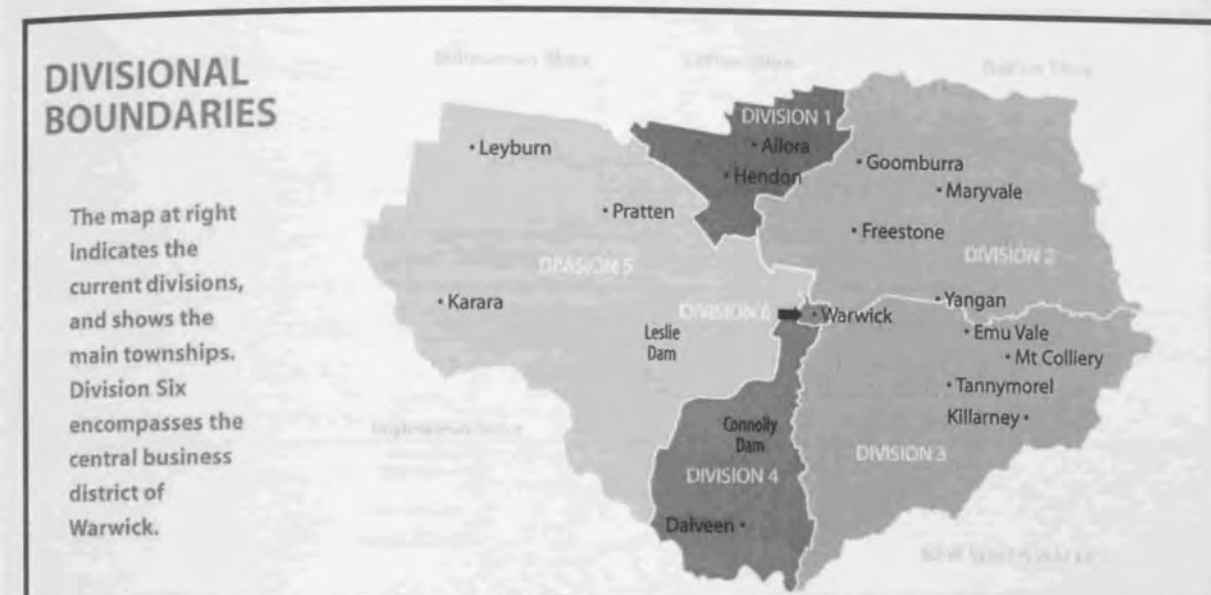 DIVISIONAL
BOUNDARIES
The map at right
indicates the
current divisions,
and shows the
main townships.
Division Six
encompasses the
central business
district of
Warwick.
DIVISION 1
Allora
Hendon
Leyburn
Pratten
DIVISION 5
Karara
Leslie
Dam
DIVISION 6
Goomburra
Maryvale
Freestone
DIVISION 2
Yangan
Warwick
Emu Vale
Mt Colliery
Tannymorel
Killarney
DIVISION 3
Connolly
Dam
DIVISION 4
Dalveen